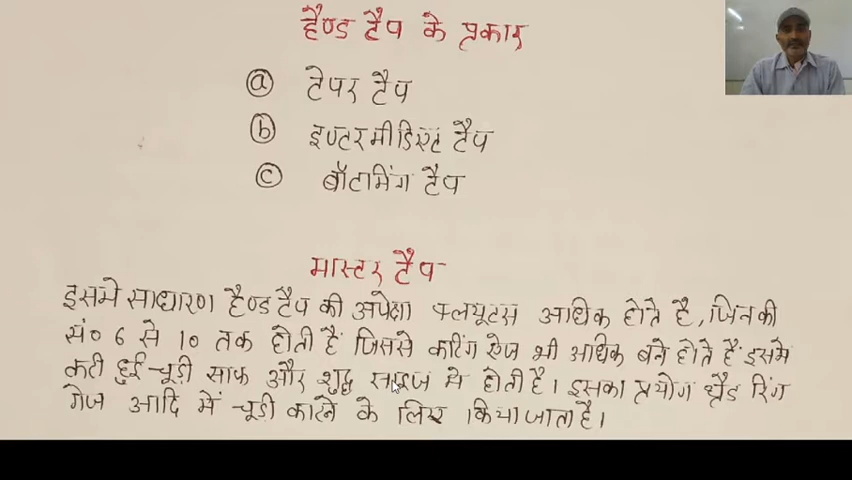 हैण्ड टैप के प्रकार
ⓐ टेपर टैप
ⓑ इण्टरमीडिएट टैप
ⓒ बॉटामिंग टैप
मास्टर टैप
इसमे साधारण हैण्ड टैप की अपेक्षा फ्लयूटस अधिक होते है, जिनकी
सं० 6 से 10 तक होती हैं जिससे कटिंग ऐज भी अधिक बने होते हैं इसमे
कटी हुई चूड़ी साफ और शुद्ध साइज मे होती है। इसका प्रयोग थ्रैड रिंग
गेज आदि में चूड़ी काटने के लिए किया जाता है।